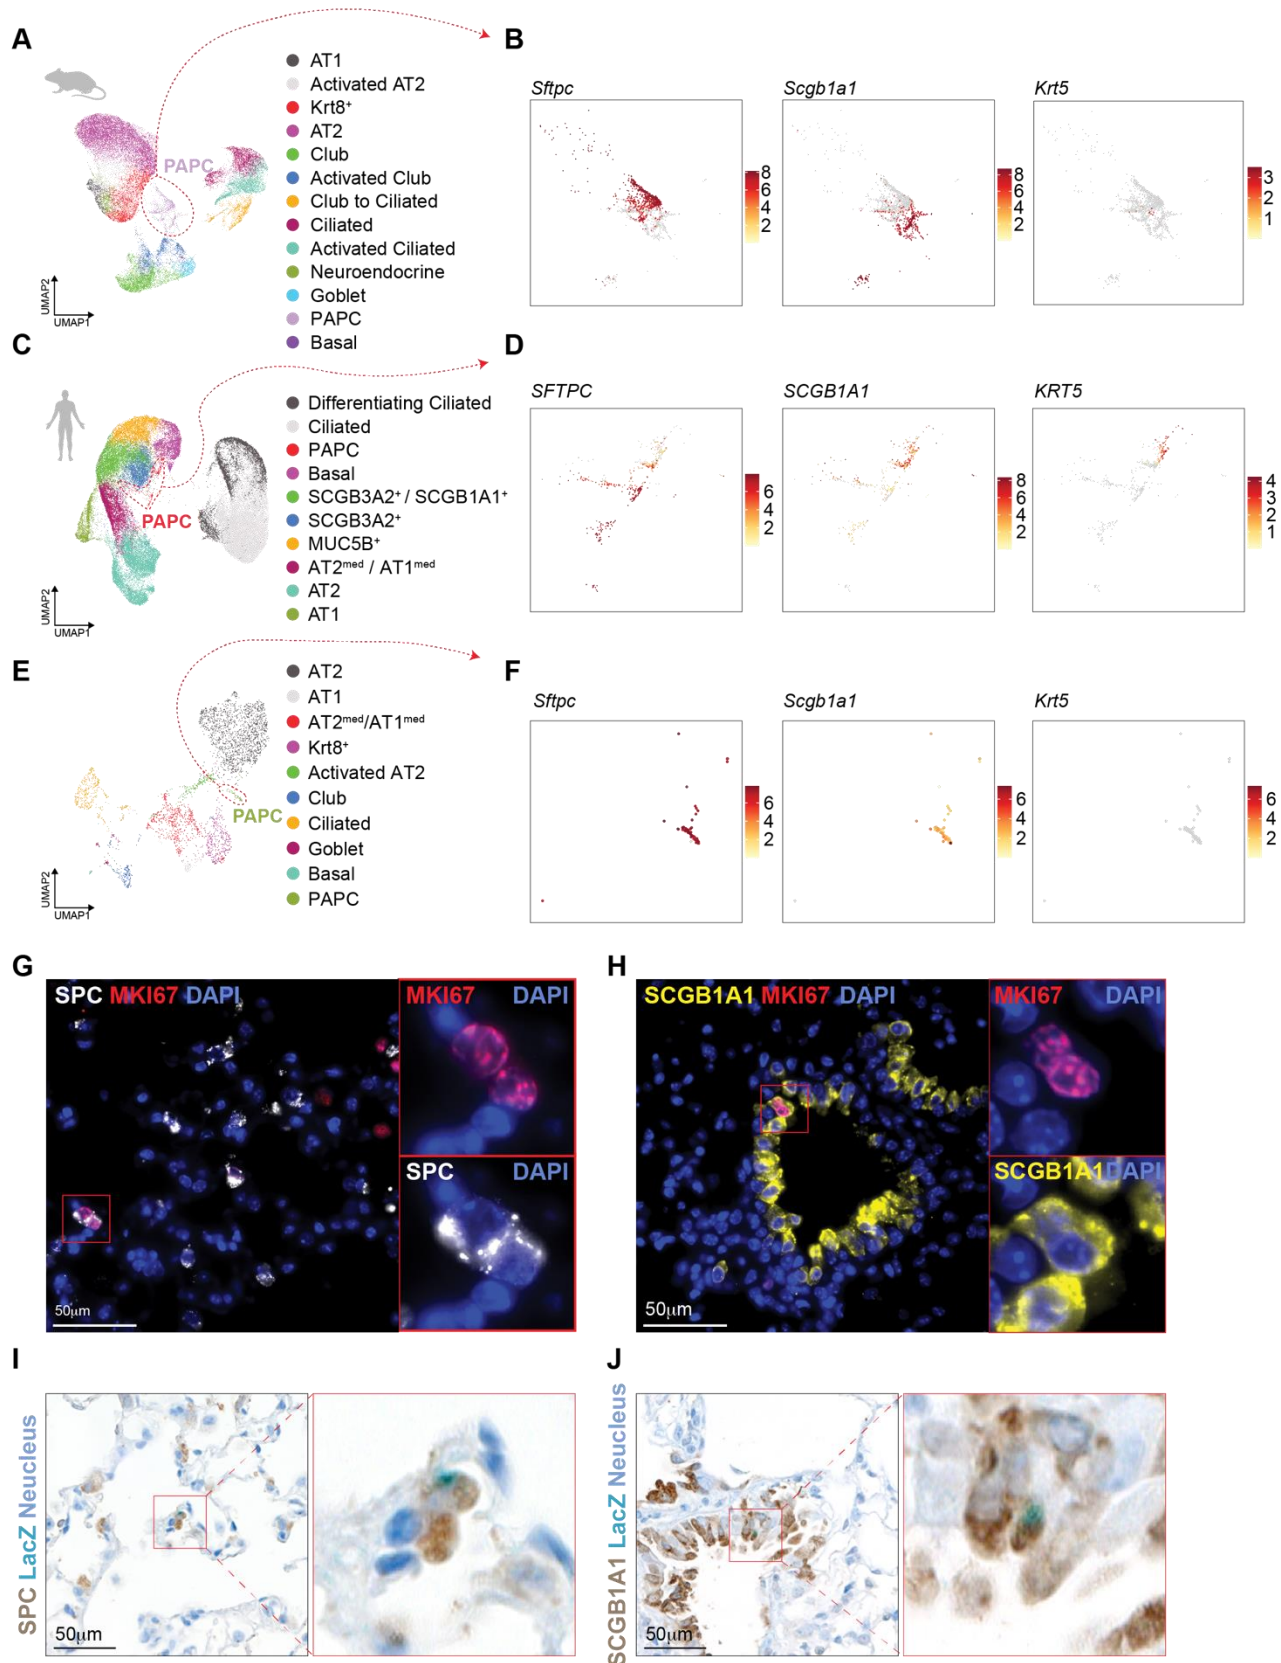 A
AT1
Activated AT2
Krt8+
AT2
Club
Activated Club
Club to Ciliated
Ciliated
Activated Ciliated
Neuroendocrine
Goblet
PAPC
Basal
PAPC
UMAP2
UMAP1
B
Sftpc
8
6
4
2
Scgb1a1
8
6
4
2
Krt5
3
2
1
C
Differentiating Ciliated
Ciliated
PAPC
Basal
SCGB3A2+ / SCGB1A1+
SCGB3A2+
MUC5B+
AT2med / AT1med
AT2
AT1
PAPC
UMAP2
UMAP1
D
SFTPC
6
4
2
SCGB1A1
8
6
4
2
KRT5
4
3
2
1
E
AT2
AT1
AT2med/AT1med
Krt8+
Activated AT2
Club
Ciliated
Goblet
Basal
PAPC
PAPC
UMAP2
UMAP1
F
Sftpc
6
4
2
Scgb1a1
6
4
2
Krt5
6
4
2
G
SPC MKI67 DAPI
MKI67 DAPI
SPC DAPI
50μm
H
SCGB1A1 MKI67 DAPI
MKI67 DAPI
SCGB1A1 DAPI
50μm
I
SPC LacZ Neucleus
50μm
J
SCGB1A1 LacZ Neucleus
50μm